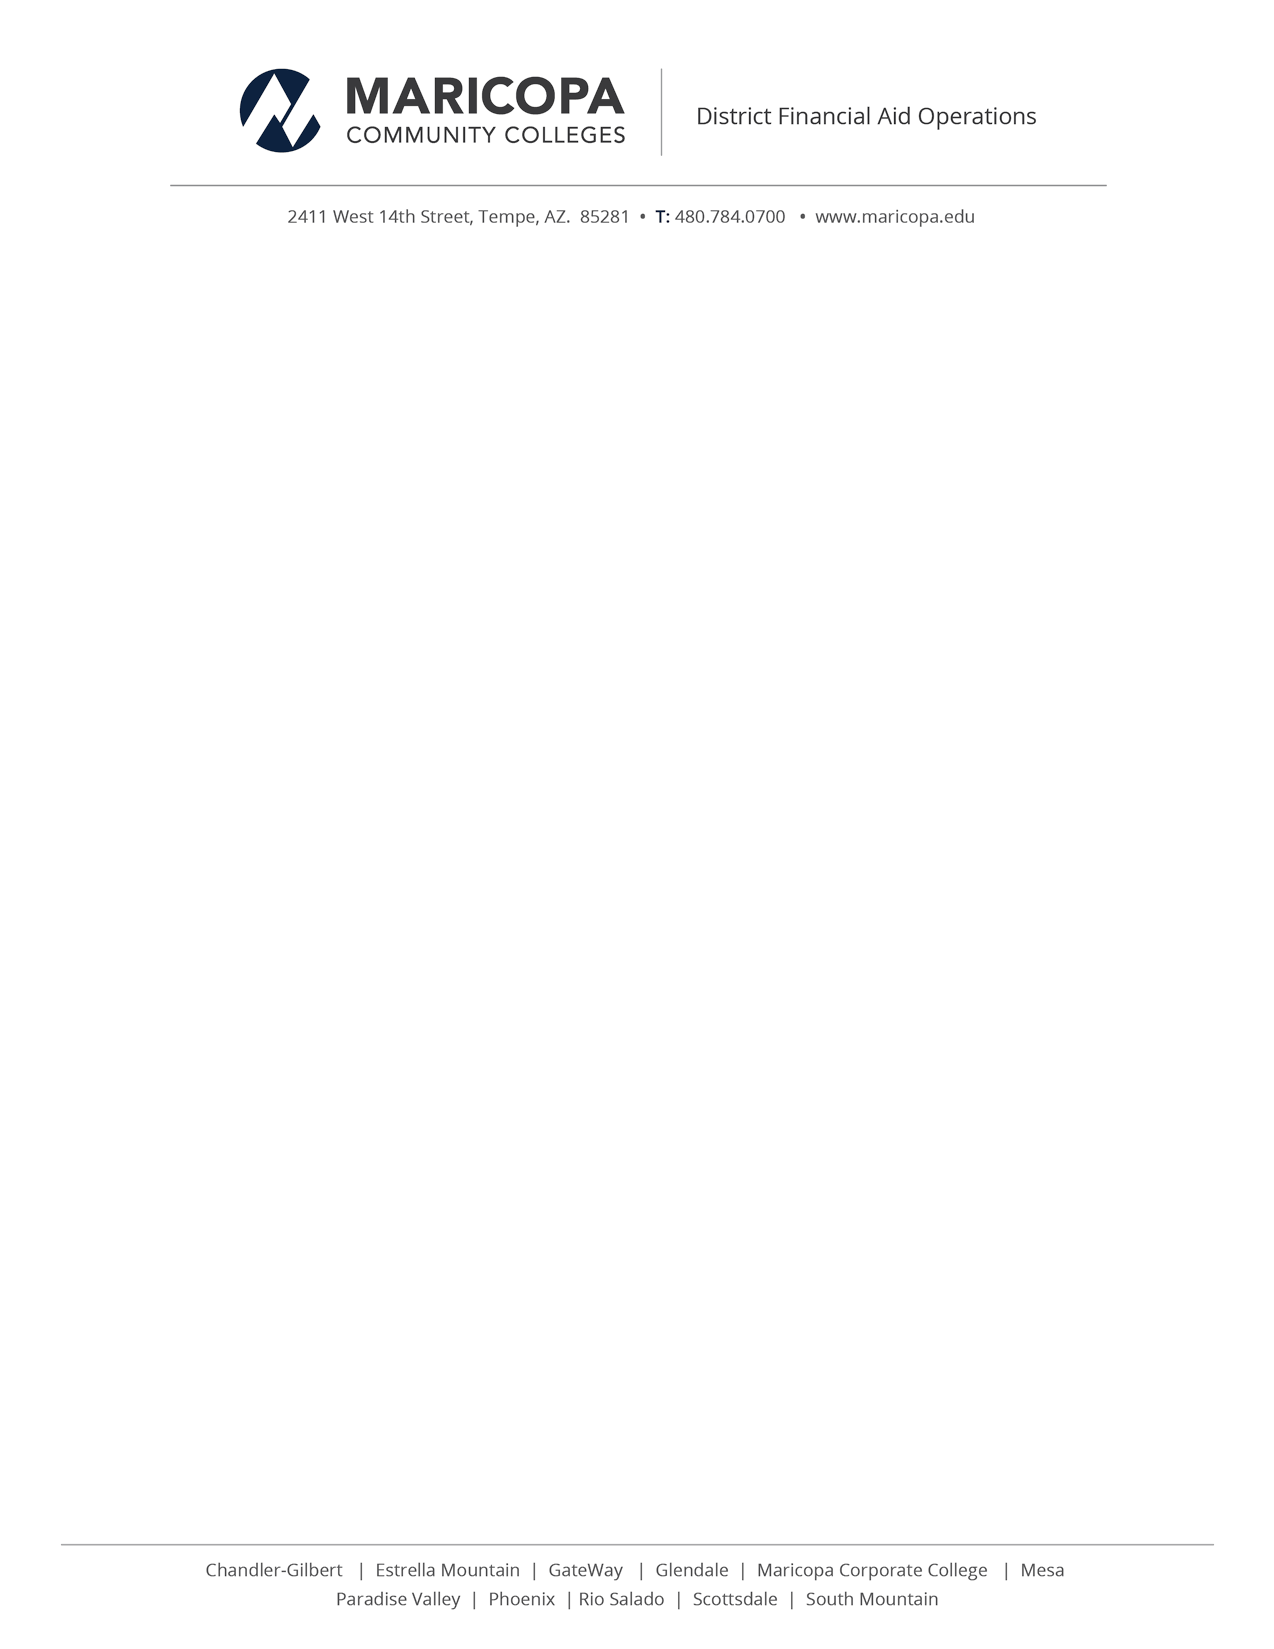 MARICOPA
COMMUNITY COLLEGES
District Financial Aid Operations
2411 West 14th Street, Tempe, AZ.  85281  •  T: 480.784.0700  •  www.maricopa.edu
Chandler-Gilbert  |  Estrella Mountain  |  GateWay  |  Glendale  |  Maricopa Corporate College  |  Mesa
Paradise Valley  |  Phoenix  | Rio Salado  |  Scottsdale  |  South Mountain